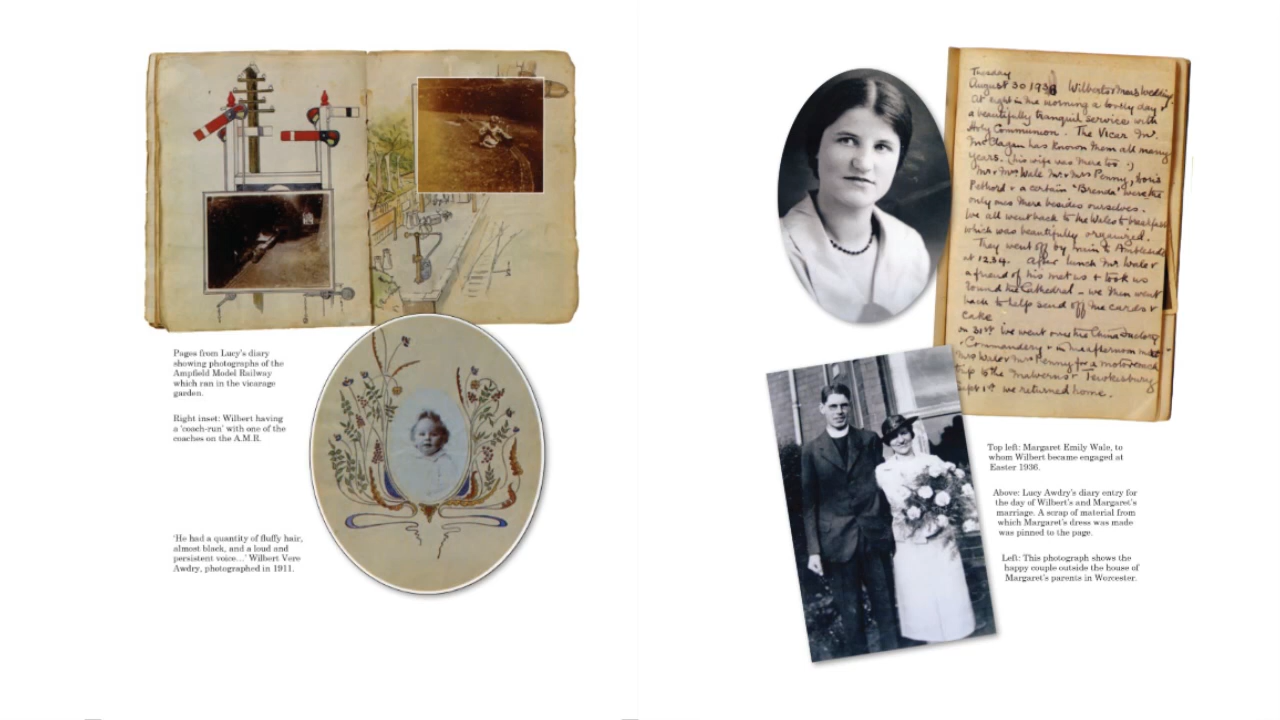 Pages from Lucy's diary
showing photographs of the
Ampfield Model Railway
which ran in the vicarage
garden.
Right inset: Wilbert having
a 'coach-run' with one of the
coaches on the A.M.R.
'He had a quantity of fluffy hair,
almost black, and a loud and
persistent voice...' Wilbert Vere
Awdry, photographed in 1911.
Tuesday
August 30 1938 Wilbert & Mars Wedding
At eight in the morning a lovely day &
a beautifully tranquil service with
Holy Communion. The Vicar Mr.
has known them all many
years. His wife was there too
Mr. & Mrs Wale Mr. & Mrs Penny, Doris
& a certain "Brenda" were the
only ones there besides ourselves.
We all went back to the Wales to breakfast
which was beautifully organized.
They went off by train to Ambleside
at 12.34. After lunch Mr. Wale &
a friend of his met us & took us
round the Cathedral - we then went
back to help send off the cards &
cake
on 31st we went over the
Commandery & in the afternoon
Mrs Wale & Mrs Penny for a motor
trip to the Malverns & Tewkesbury
Sept 1st we returned home.
Top left: Margaret Emily Wale, to
whom Wilbert became engaged at
Easter 1936.
Above: Lucy Awdry's diary entry for
the day of Wilbert's and Margaret's
marriage. A scrap of material from
which Margaret's dress was made
was pinned to the page.
Left: This photograph shows the
happy couple outside the house of
Margaret's parents in Worcester.